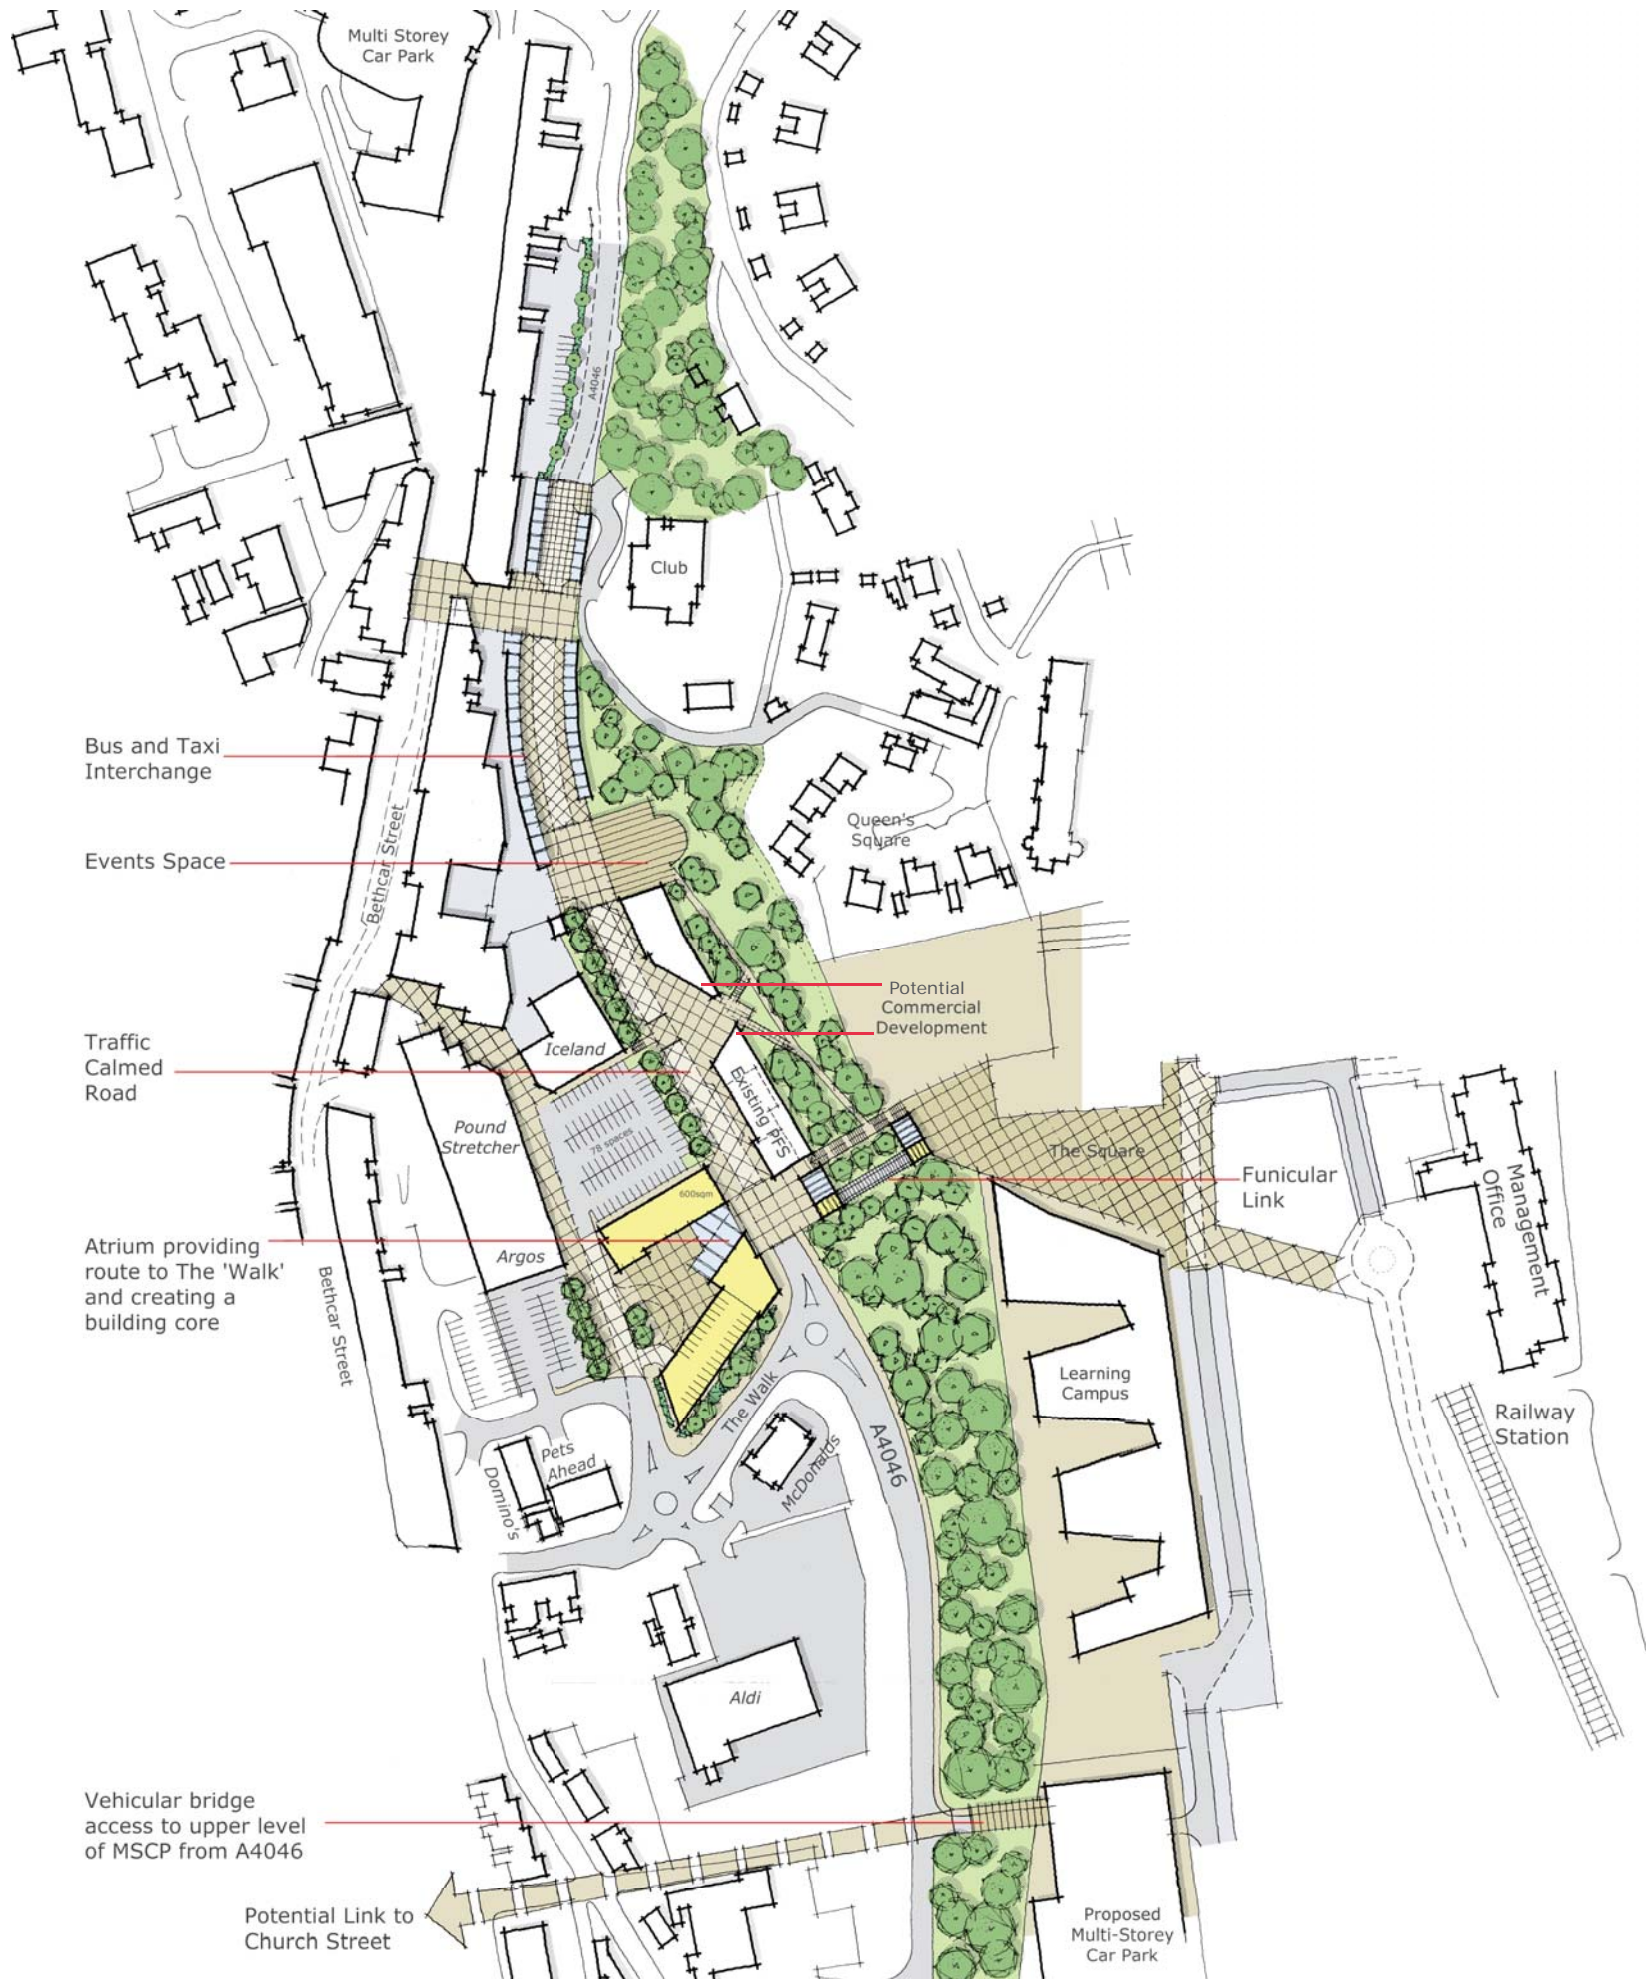 Multi Storey
Car Park
A4046
Club
Bus and Taxi
Interchange
Bethcar Street
Queen's
Square
Events Space
Potential
Commercial
Development
Traffic
Calmed
Road
Iceland
Existing PFS
Pound
Stretcher
78 spaces
The Square
600sqm
Funicular
Link
Management
Office
Atrium providing
route to The 'Walk'
and creating a
building core
Argos
Bethcar Street
Learning
Campus
The Walk
A4046
Railway
Station
Pets
Ahead
Domino's
McDonalds
Aldi
Vehicular bridge
access to upper level
of MSCP from A4046
Potential Link to
Church Street
Proposed
Multi-Storey
Car Park